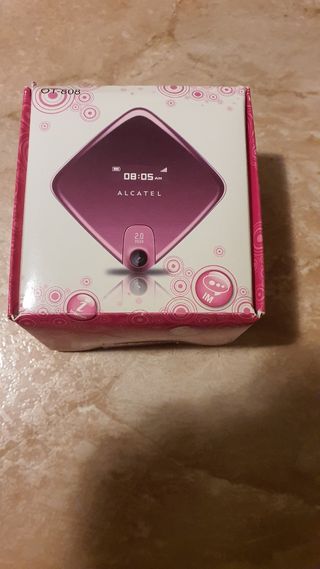 OT-808
08:05 AM
ALCATEL
2.0
IM